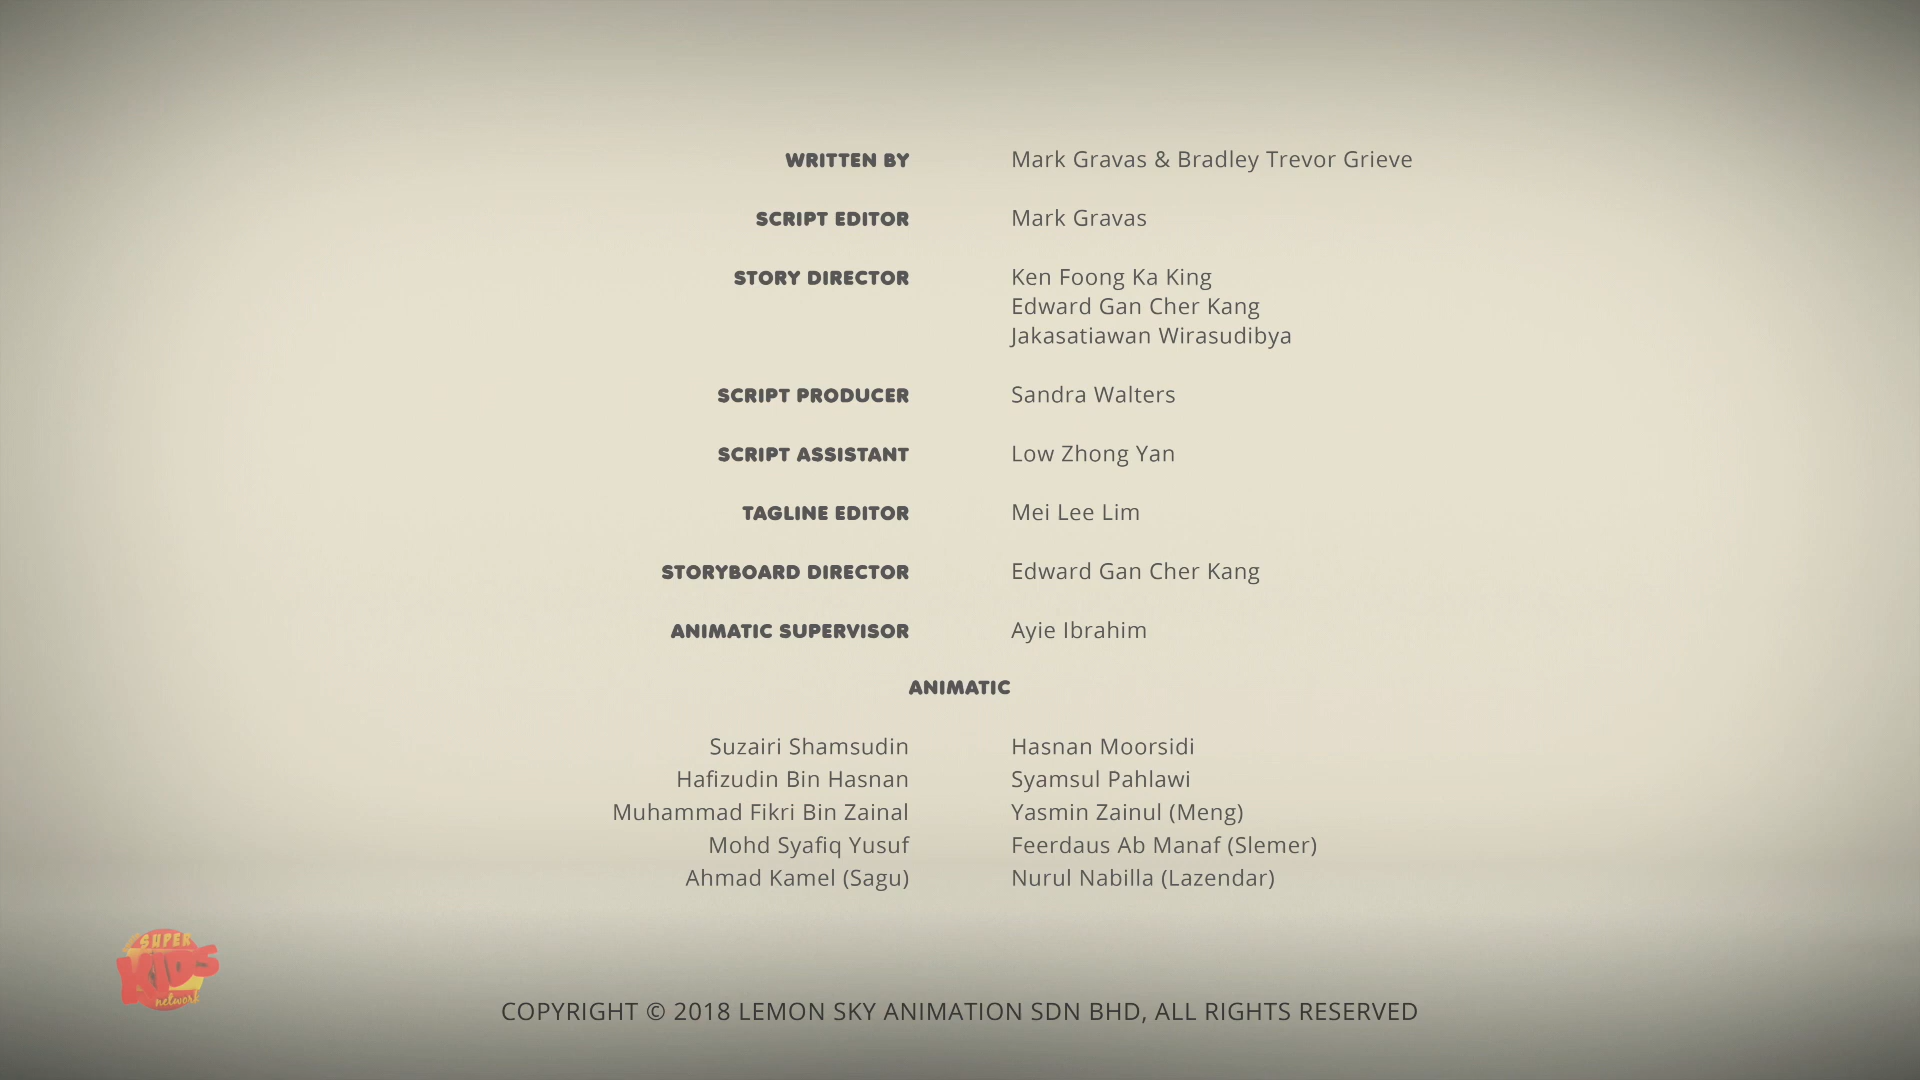 WRITTEN BY Mark Gravas & Bradley Trevor Grieve
SCRIPT EDITOR Mark Gravas
STORY DIRECTOR Ken Foong Ka King
Edward Gan Cher Kang
Jakasatiawan Wirasudibya
SCRIPT PRODUCER Sandra Walters
SCRIPT ASSISTANT Low Zhong Yan
TAGLINE EDITOR Mei Lee Lim
STORYBOARD DIRECTOR Edward Gan Cher Kang
ANIMATIC SUPERVISOR Ayie Ibrahim
ANIMATIC
Suzairi Shamsudin Hasnan Moorsidi
Hafizudin Bin Hasnan Syamsul Pahlawi
Muhammad Fikri Bin Zainal Yasmin Zainul (Meng)
Mohd Syafiq Yusuf Feerdaus Ab Manaf (Slemer)
Ahmad Kamel (Sagu) Nurul Nabilla (Lazendar)
SUPER
KIDS
network
COPYRIGHT © 2018 LEMON SKY ANIMATION SDN BHD, ALL RIGHTS RESERVED